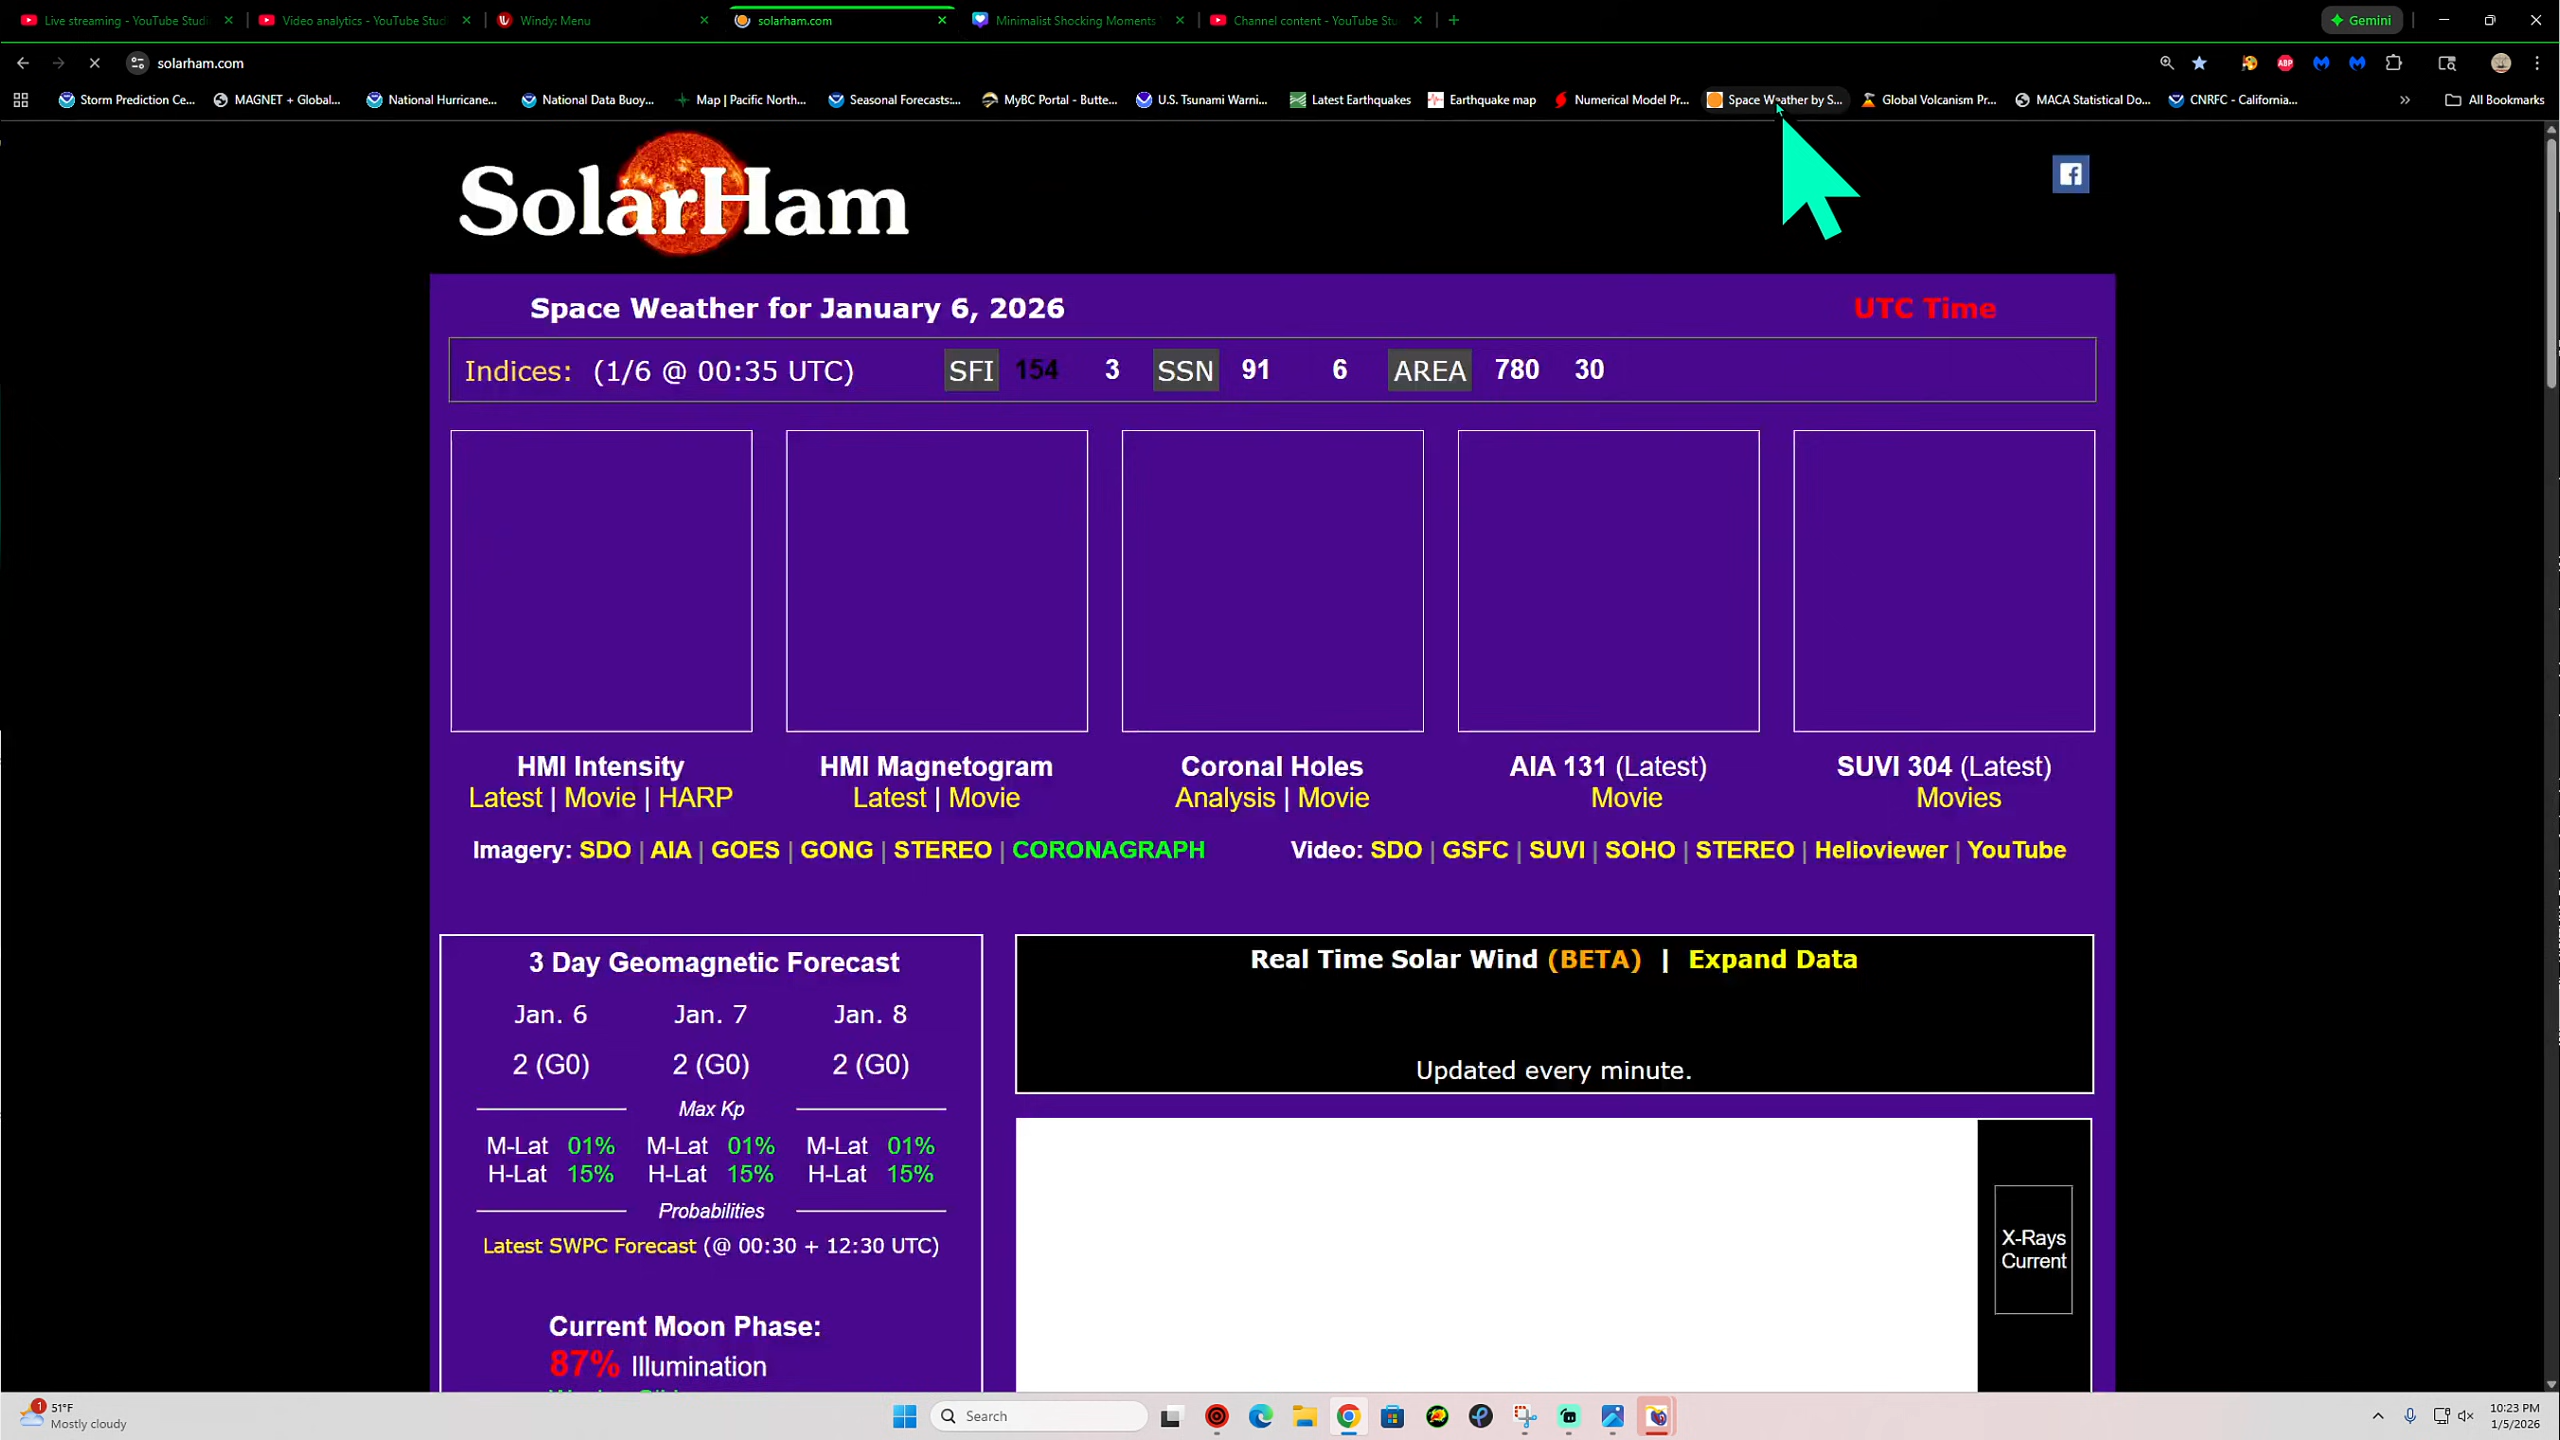 Live streaming - YouTube Studi
Video analytics - YouTube Studi
Windy: Menu
solarham.com
Minimalist Shocking Moments
Channel content - YouTube Stu
Gemini
solarham.com
Storm Prediction Ce...
MAGNET + Global...
National Hurricane...
National Data Buoy...
Map | Pacific North...
Seasonal Forecasts:...
MyBC Portal - Butte...
U.S. Tsunami Warni...
Latest Earthquakes
Earthquake map
Numerical Model Pr...
Space Weather by S...
Global Volcanism Pr...
MACA Statistical Do...
CNRFC - California...
All Bookmarks
SolarHam
Space Weather for January 6, 2026
UTC Time
Indices: (1/6 @ 00:35 UTC) SFI 154 3 SSN 91 6 AREA 780 30
HMI Intensity
Latest | Movie | HARP
HMI Magnetogram
Latest | Movie
Coronal Holes
Analysis | Movie
AIA 131 (Latest)
Movie
SUVI 304 (Latest)
Movies
Imagery: SDO | AIA | GOES | GONG | STEREO | CORONAGRAPH
Video: SDO | GSFC | SUVI | SOHO | STEREO | Helioviewer | YouTube
3 Day Geomagnetic Forecast
Jan. 6 Jan. 7 Jan. 8
2 (G0) 2 (G0) 2 (G0)
Max Kp
M-Lat 01% M-Lat 01% M-Lat 01%
H-Lat 15% H-Lat 15% H-Lat 15%
Probabilities
Latest SWPC Forecast (@ 00:30 + 12:30 UTC)
Current Moon Phase:
87% Illumination
Real Time Solar Wind (BETA) | Expand Data
Updated every minute.
X-Rays
Current
1
51°F
Mostly cloudy
Search
10:23 PM
1/5/2026